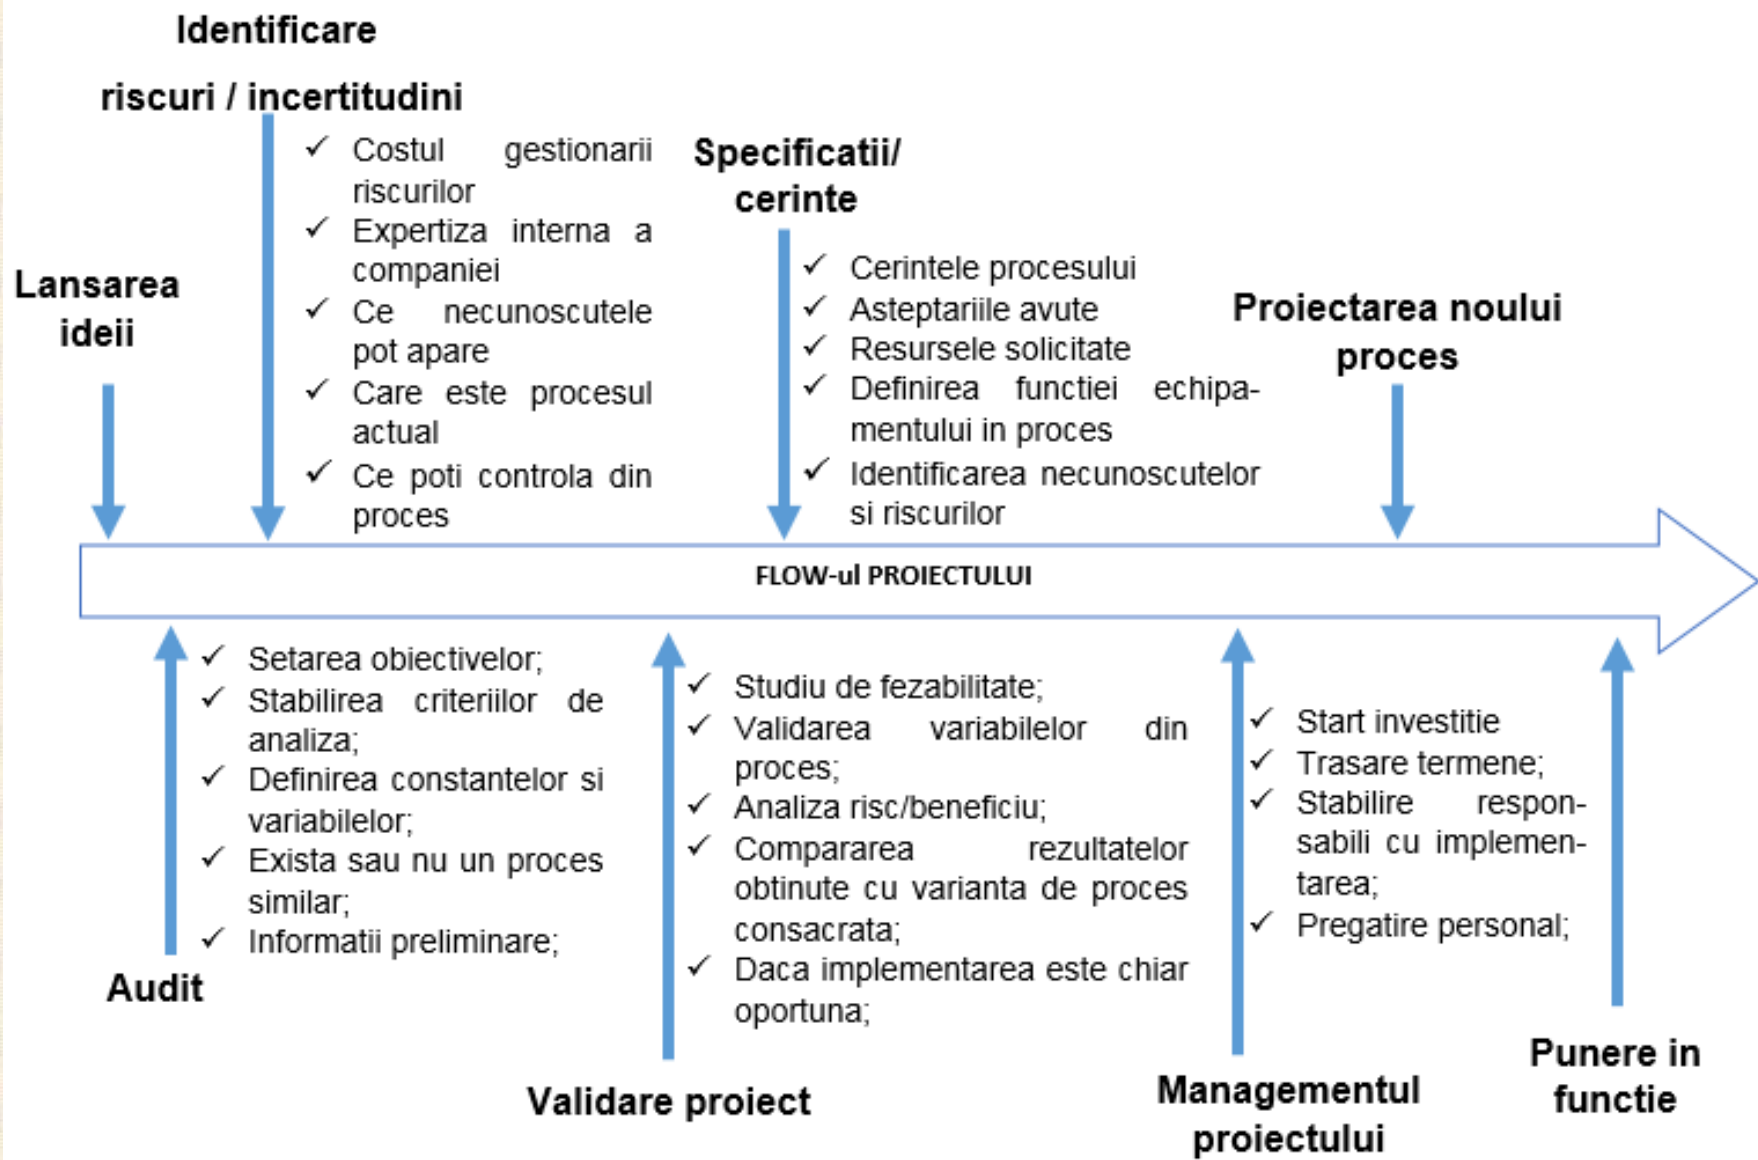 Identificare
riscuri / incertitudini
✓ Costul gestionarii
riscurilor
✓ Expertiza interna a
companiei
✓ Ce necunoscutele
pot apare
✓ Care este procesul
actual
✓ Ce poti controla din
proces
Specificatii/
cerinte
✓ Cerintele procesului
✓ Asteptariile avute
✓ Resursele solicitate
✓ Definirea functiei echipa-
mentului in proces
✓ Identificarea necunoscutelor
si riscurilor
Lansarea
ideii
Proiectarea noului
proces
FLOW-ul PROIECTULUI
✓ Setarea obiectivelor;
✓ Stabilirea criteriilor de
analiza;
✓ Definirea constantelor si
variabilelor;
✓ Exista sau nu un proces
similar;
✓ Informatii preliminare;
Audit
✓ Studiu de fezabilitate;
✓ Validarea variabilelor din
proces;
✓ Analiza risc/beneficiu;
✓ Compararea rezultatelor
obtinute cu varianta de proces
consacrata;
✓ Daca implementarea este chiar
oportuna;
Validare proiect
✓ Start investitie
✓ Trasare termene;
✓ Stabilire respon-
sabili cu implemen-
tarea;
✓ Pregatire personal;
Managementul
proiectului
Punere in
functie